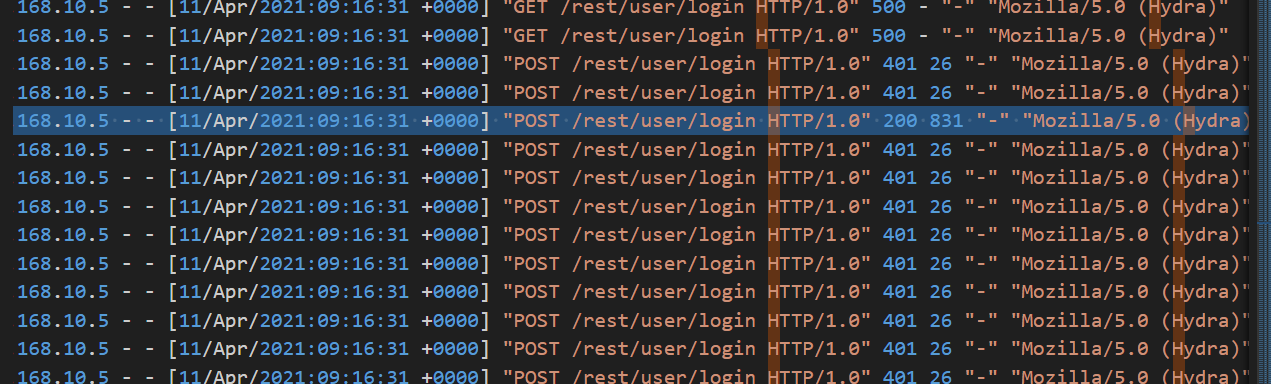 168.10.5 - - [11/Apr/2021:09:16:31 +0000] "GET /rest/user/login HTTP/1.0" 500 - "-" "Mozilla/5.0 (Hydra)"
168.10.5 - - [11/Apr/2021:09:16:31 +0000] "GET /rest/user/login HTTP/1.0" 500 - "-" "Mozilla/5.0 (Hydra)"
168.10.5 - - [11/Apr/2021:09:16:31 +0000] "POST /rest/user/login HTTP/1.0" 401 26 "-" "Mozilla/5.0 (Hydra)"
168.10.5 - - [11/Apr/2021:09:16:31 +0000] "POST /rest/user/login HTTP/1.0" 401 26 "-" "Mozilla/5.0 (Hydra)"
168.10.5 - - [11/Apr/2021:09:16:31 +0000] "POST /rest/user/login HTTP/1.0" 200 831 "-" "Mozilla/5.0 (Hydra)
168.10.5 - - [11/Apr/2021:09:16:31 +0000] "POST /rest/user/login HTTP/1.0" 401 26 "-" "Mozilla/5.0 (Hydra)"
168.10.5 - - [11/Apr/2021:09:16:31 +0000] "POST /rest/user/login HTTP/1.0" 401 26 "-" "Mozilla/5.0 (Hydra)"
168.10.5 - - [11/Apr/2021:09:16:31 +0000] "POST /rest/user/login HTTP/1.0" 401 26 "-" "Mozilla/5.0 (Hydra)"
168.10.5 - - [11/Apr/2021:09:16:31 +0000] "POST /rest/user/login HTTP/1.0" 401 26 "-" "Mozilla/5.0 (Hydra)"
168.10.5 - - [11/Apr/2021:09:16:31 +0000] "POST /rest/user/login HTTP/1.0" 401 26 "-" "Mozilla/5.0 (Hydra)"
168.10.5 - - [11/Apr/2021:09:16:31 +0000] "POST /rest/user/login HTTP/1.0" 401 26 "-" "Mozilla/5.0 (Hydra)"
168.10.5 - - [11/Apr/2021:09:16:31 +0000] "POST /rest/user/login HTTP/1.0" 401 26 "-" "Mozilla/5.0 (Hydra)"
168.10.5 - - [11/Apr/2021:09:16:31 +0000] "POST /rest/user/login HTTP/1.0" 401 26 "-" "Mozilla/5.0 (Hydra)"
168.10.5 - - [11/Apr/2021:09:16:31 +0000] "POST /rest/user/login HTTP/1.0" 401 26 "-" "Mozilla/5.0 (Hydra)"